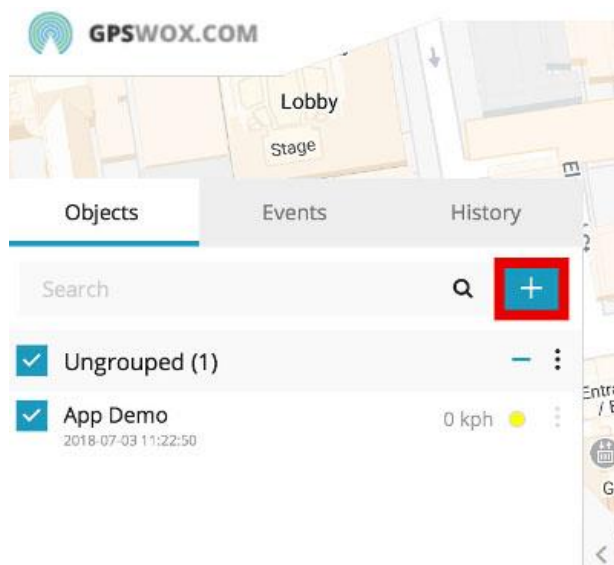 GPSWOX.COM
Lobby
Stage
El
Objects Events History
Search
Ungrouped (1)
App Demo 0 kph
2018-07-03 11:22:50